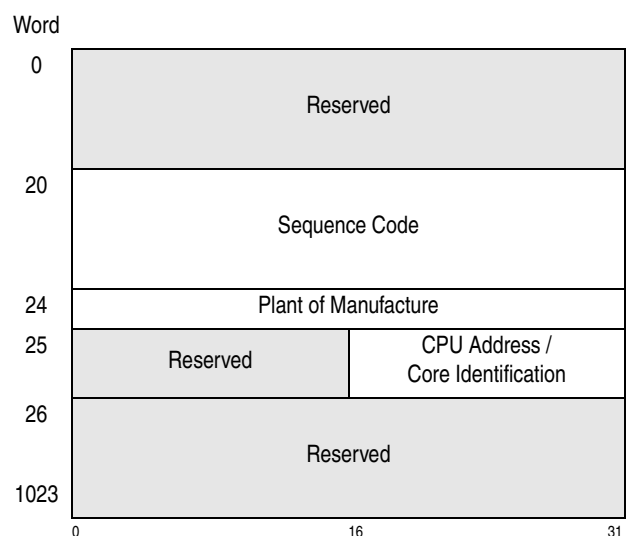 Word
0
Reserved
20
Sequence Code
24
Plant of Manufacture
25
Reserved
CPU Address /
Core Identification
26
Reserved
1023
0 16 31